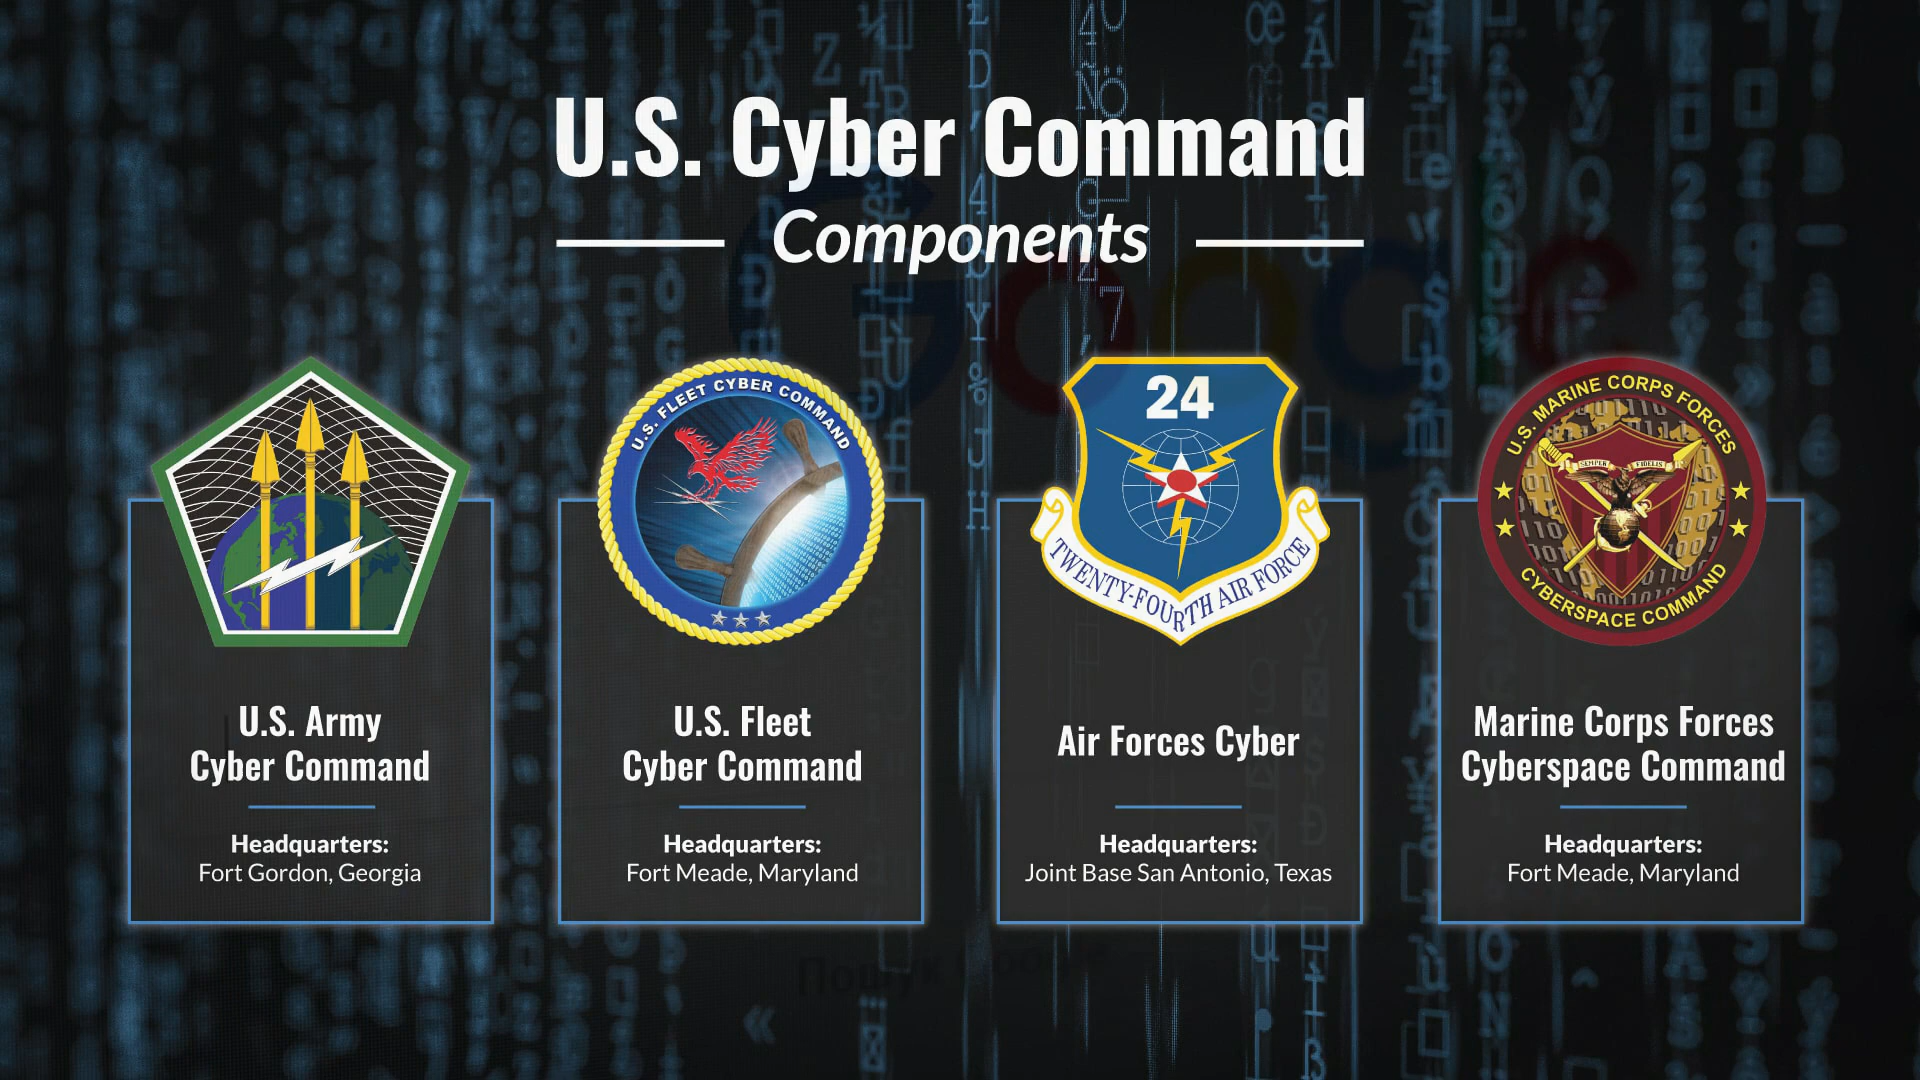 U.S. Cyber Command
Components
24
TWENTY-FOURTH AIR FORCE
U.S. FLEET CYBER COMMAND
U.S. MARINE CORPS FORCES
SEMPER FIDELIS
CYBERSPACE COMMAND
U.S. Army
Cyber Command
Headquarters:
Fort Gordon, Georgia
U.S. Fleet
Cyber Command
Headquarters:
Fort Meade, Maryland
Air Forces Cyber
Headquarters:
Joint Base San Antonio, Texas
Marine Corps Forces
Cyberspace Command
Headquarters:
Fort Meade, Maryland